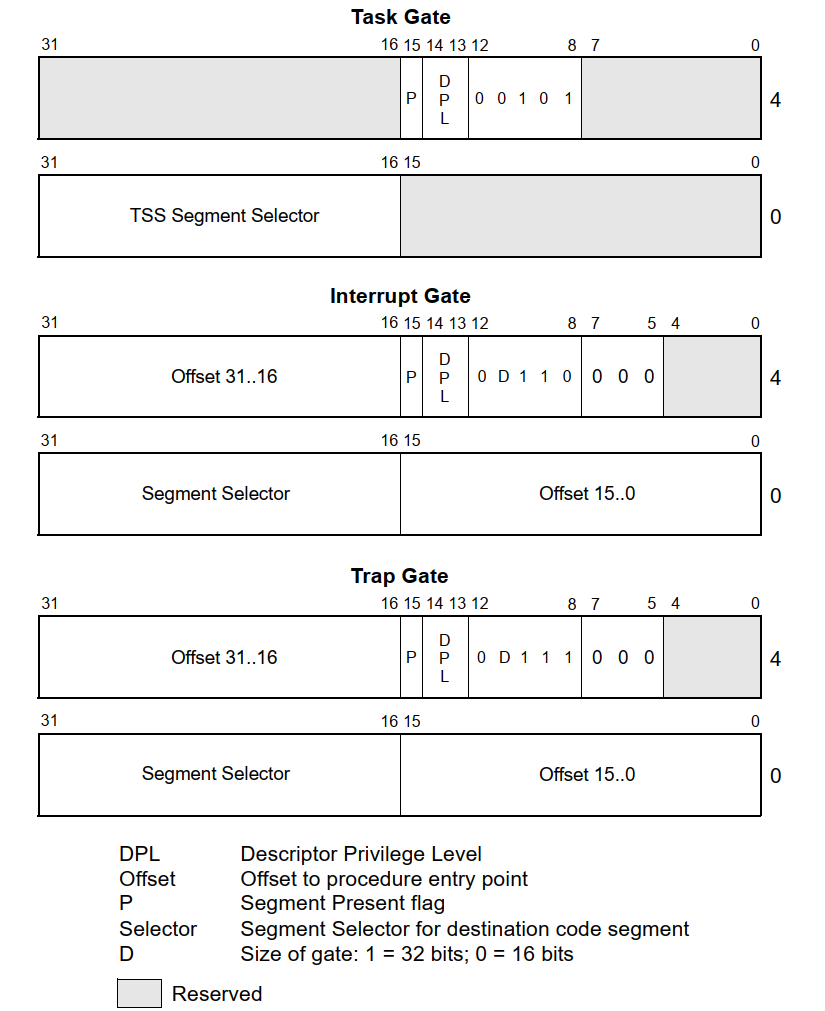 Task Gate
31 16 15 14 13 12 8 7 0
P D P L 0 0 1 0 1 4
31 16 15 0
TSS Segment Selector 0
Interrupt Gate
31 16 15 14 13 12 8 7 5 4 0
Offset 31..16 P D P L 0 D 1 1 0 0 0 0 4
31 16 15 0
Segment Selector Offset 15..0 0
Trap Gate
31 16 15 14 13 12 8 7 5 4 0
Offset 31..16 P D P L 0 D 1 1 1 0 0 0 4
31 16 15 0
Segment Selector Offset 15..0 0
DPL Descriptor Privilege Level
Offset Offset to procedure entry point
P Segment Present flag
Selector Segment Selector for destination code segment
D Size of gate: 1 = 32 bits; 0 = 16 bits
Reserved